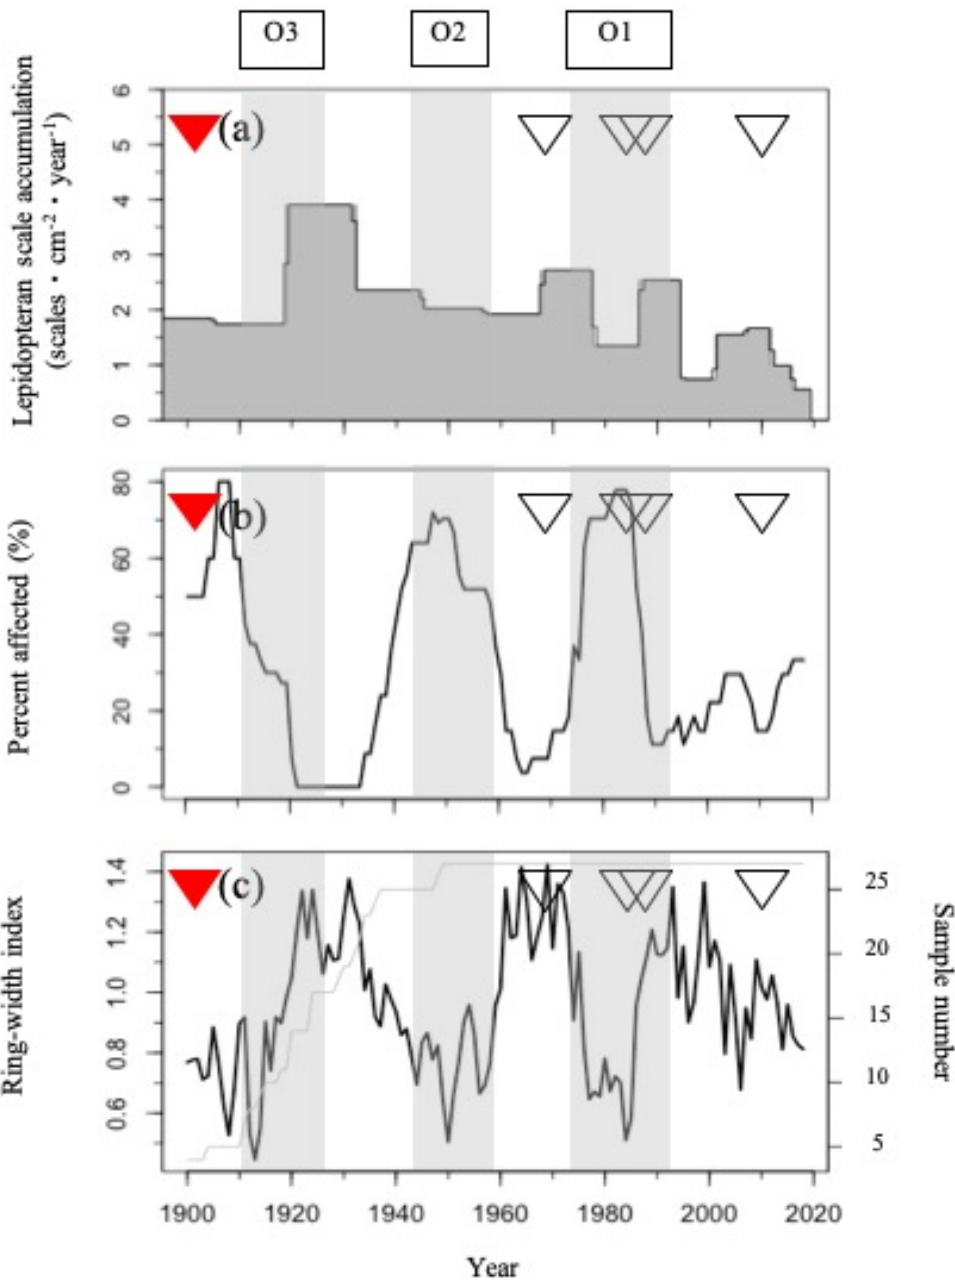 O3 O2 O1
Lepidopteran scale accumulation
(scales · cm-2 · year-1)
6
5
4
3
2
1
0
(a)
Percent affected (%)
80
60
40
20
0
(b)
Ring-width index
1.4
1.2
1.0
0.8
0.6
(c)
25
20
15
10
5
Sample number
1900 1920 1940 1960 1980 2000 2020
Year